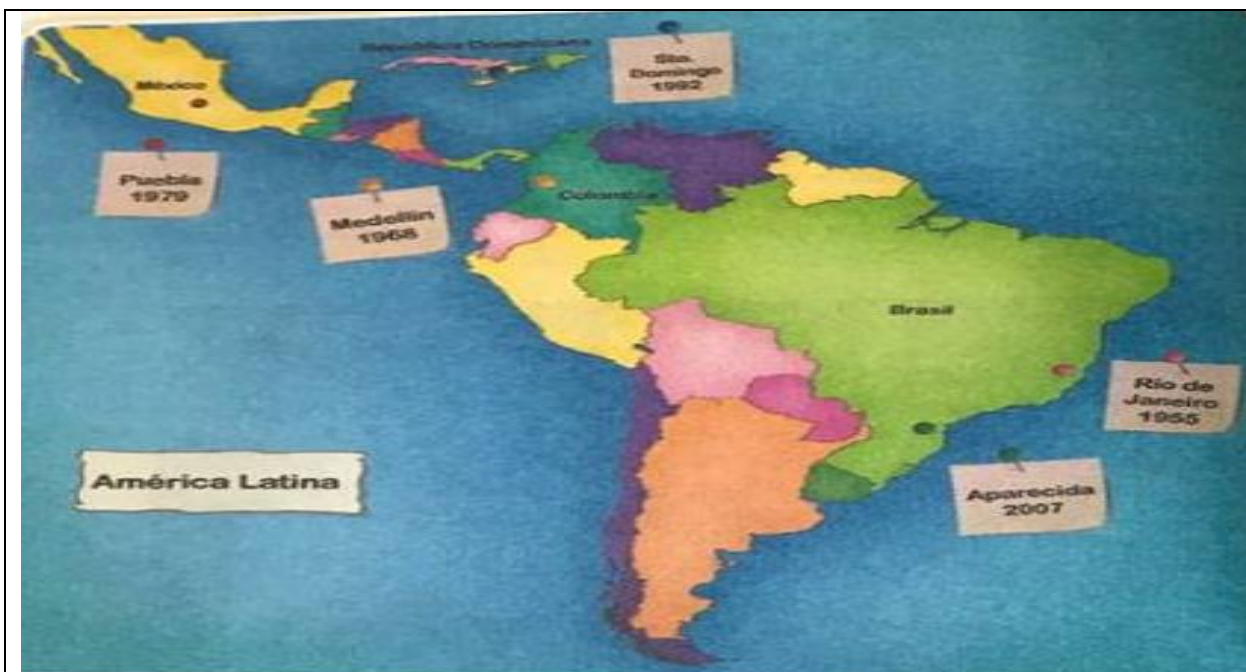 República Dominicana
Sto.
Domingo
1992
México
Puebla
1979
Medellín
1968
Colombia
Brasil
Río de
Janeiro
1955
América Latina
Aparecida
2007